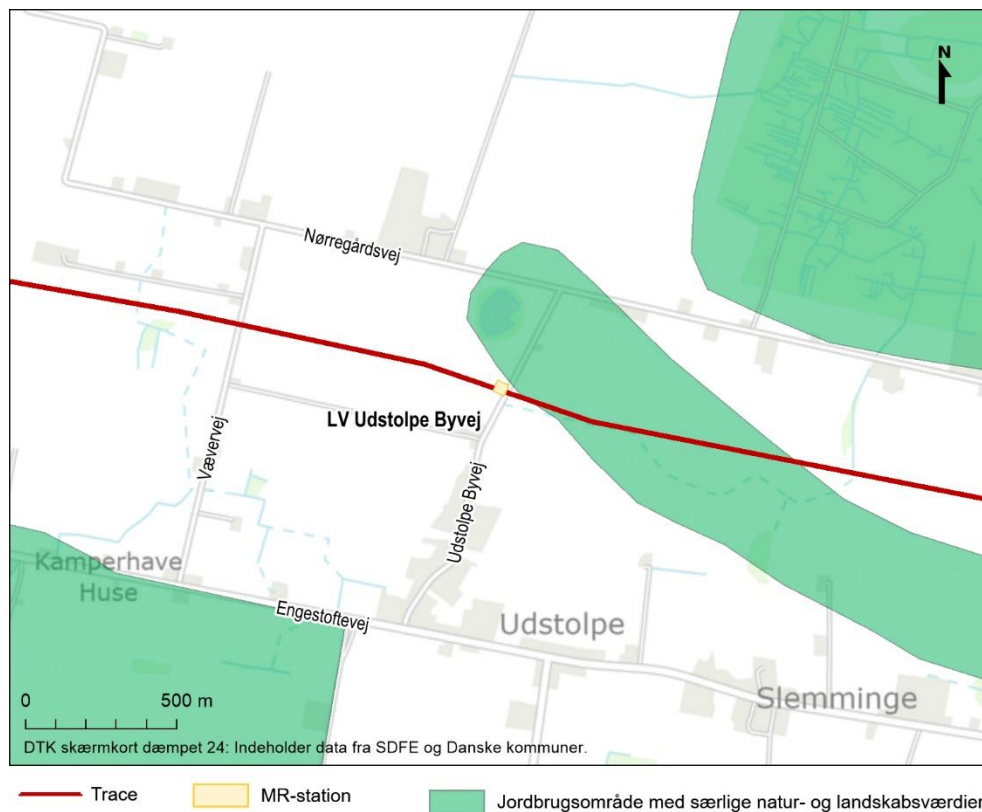 N
Nørregårdsvej
LV Udstolpe Byvej
Vævervej
Udstolpe Byvej
Kamperhave
Huse
Engestoftevej
Udstolpe
Slemminge
0 500 m
DTK skærmkort dæmpet 24: Indeholder data fra SDFE og Danske kommuner.
Trace MR-station Jordbrugsområde med særlige natur- og landskabsværdier